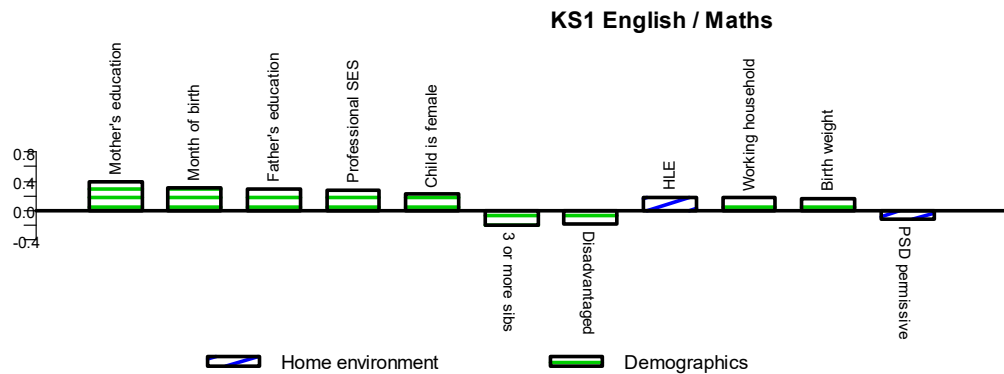 KS1 English / Maths
Mother's education
Month of birth
Father's education
Professional SES
Child is female
3 or more sibs
Disadvantaged
HLE
Working household
Birth weight
PSD permissive
0.8
0.4
0.0
-0.4
Home environment
Demographics